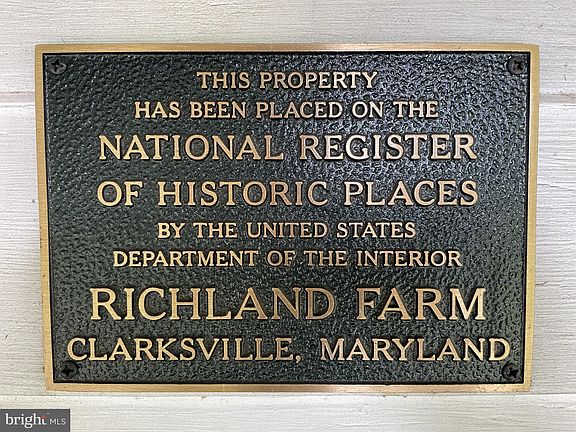 THIS PROPERTY
HAS BEEN PLACED ON THE
NATIONAL REGISTER
OF HISTORIC PLACES
BY THE UNITED STATES
DEPARTMENT OF THE INTERIOR
RICHLAND FARM
CLARKSVILLE, MARYLAND
bright MLS